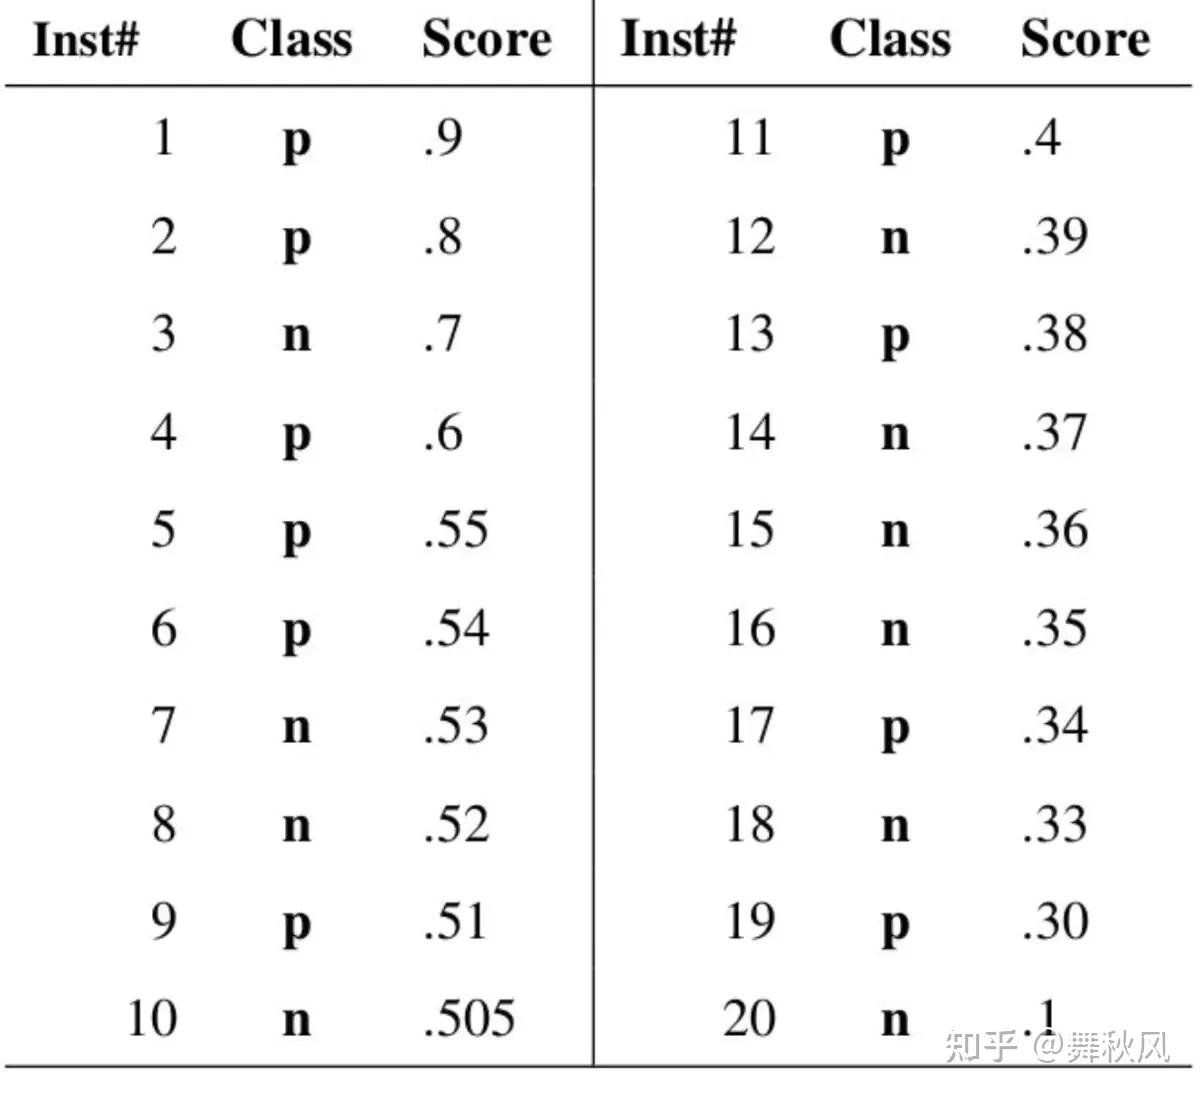 Inst# Class Score Inst# Class Score
1 p .9 11 p .4
2 p .8 12 n .39
3 n .7 13 p .38
4 p .6 14 n .37
5 p .55 15 n .36
6 p .54 16 n .35
7 n .53 17 p .34
8 n .52 18 n .33
9 p .51 19 p .30
10 n .505 20 n .1
知乎 @舞秋风